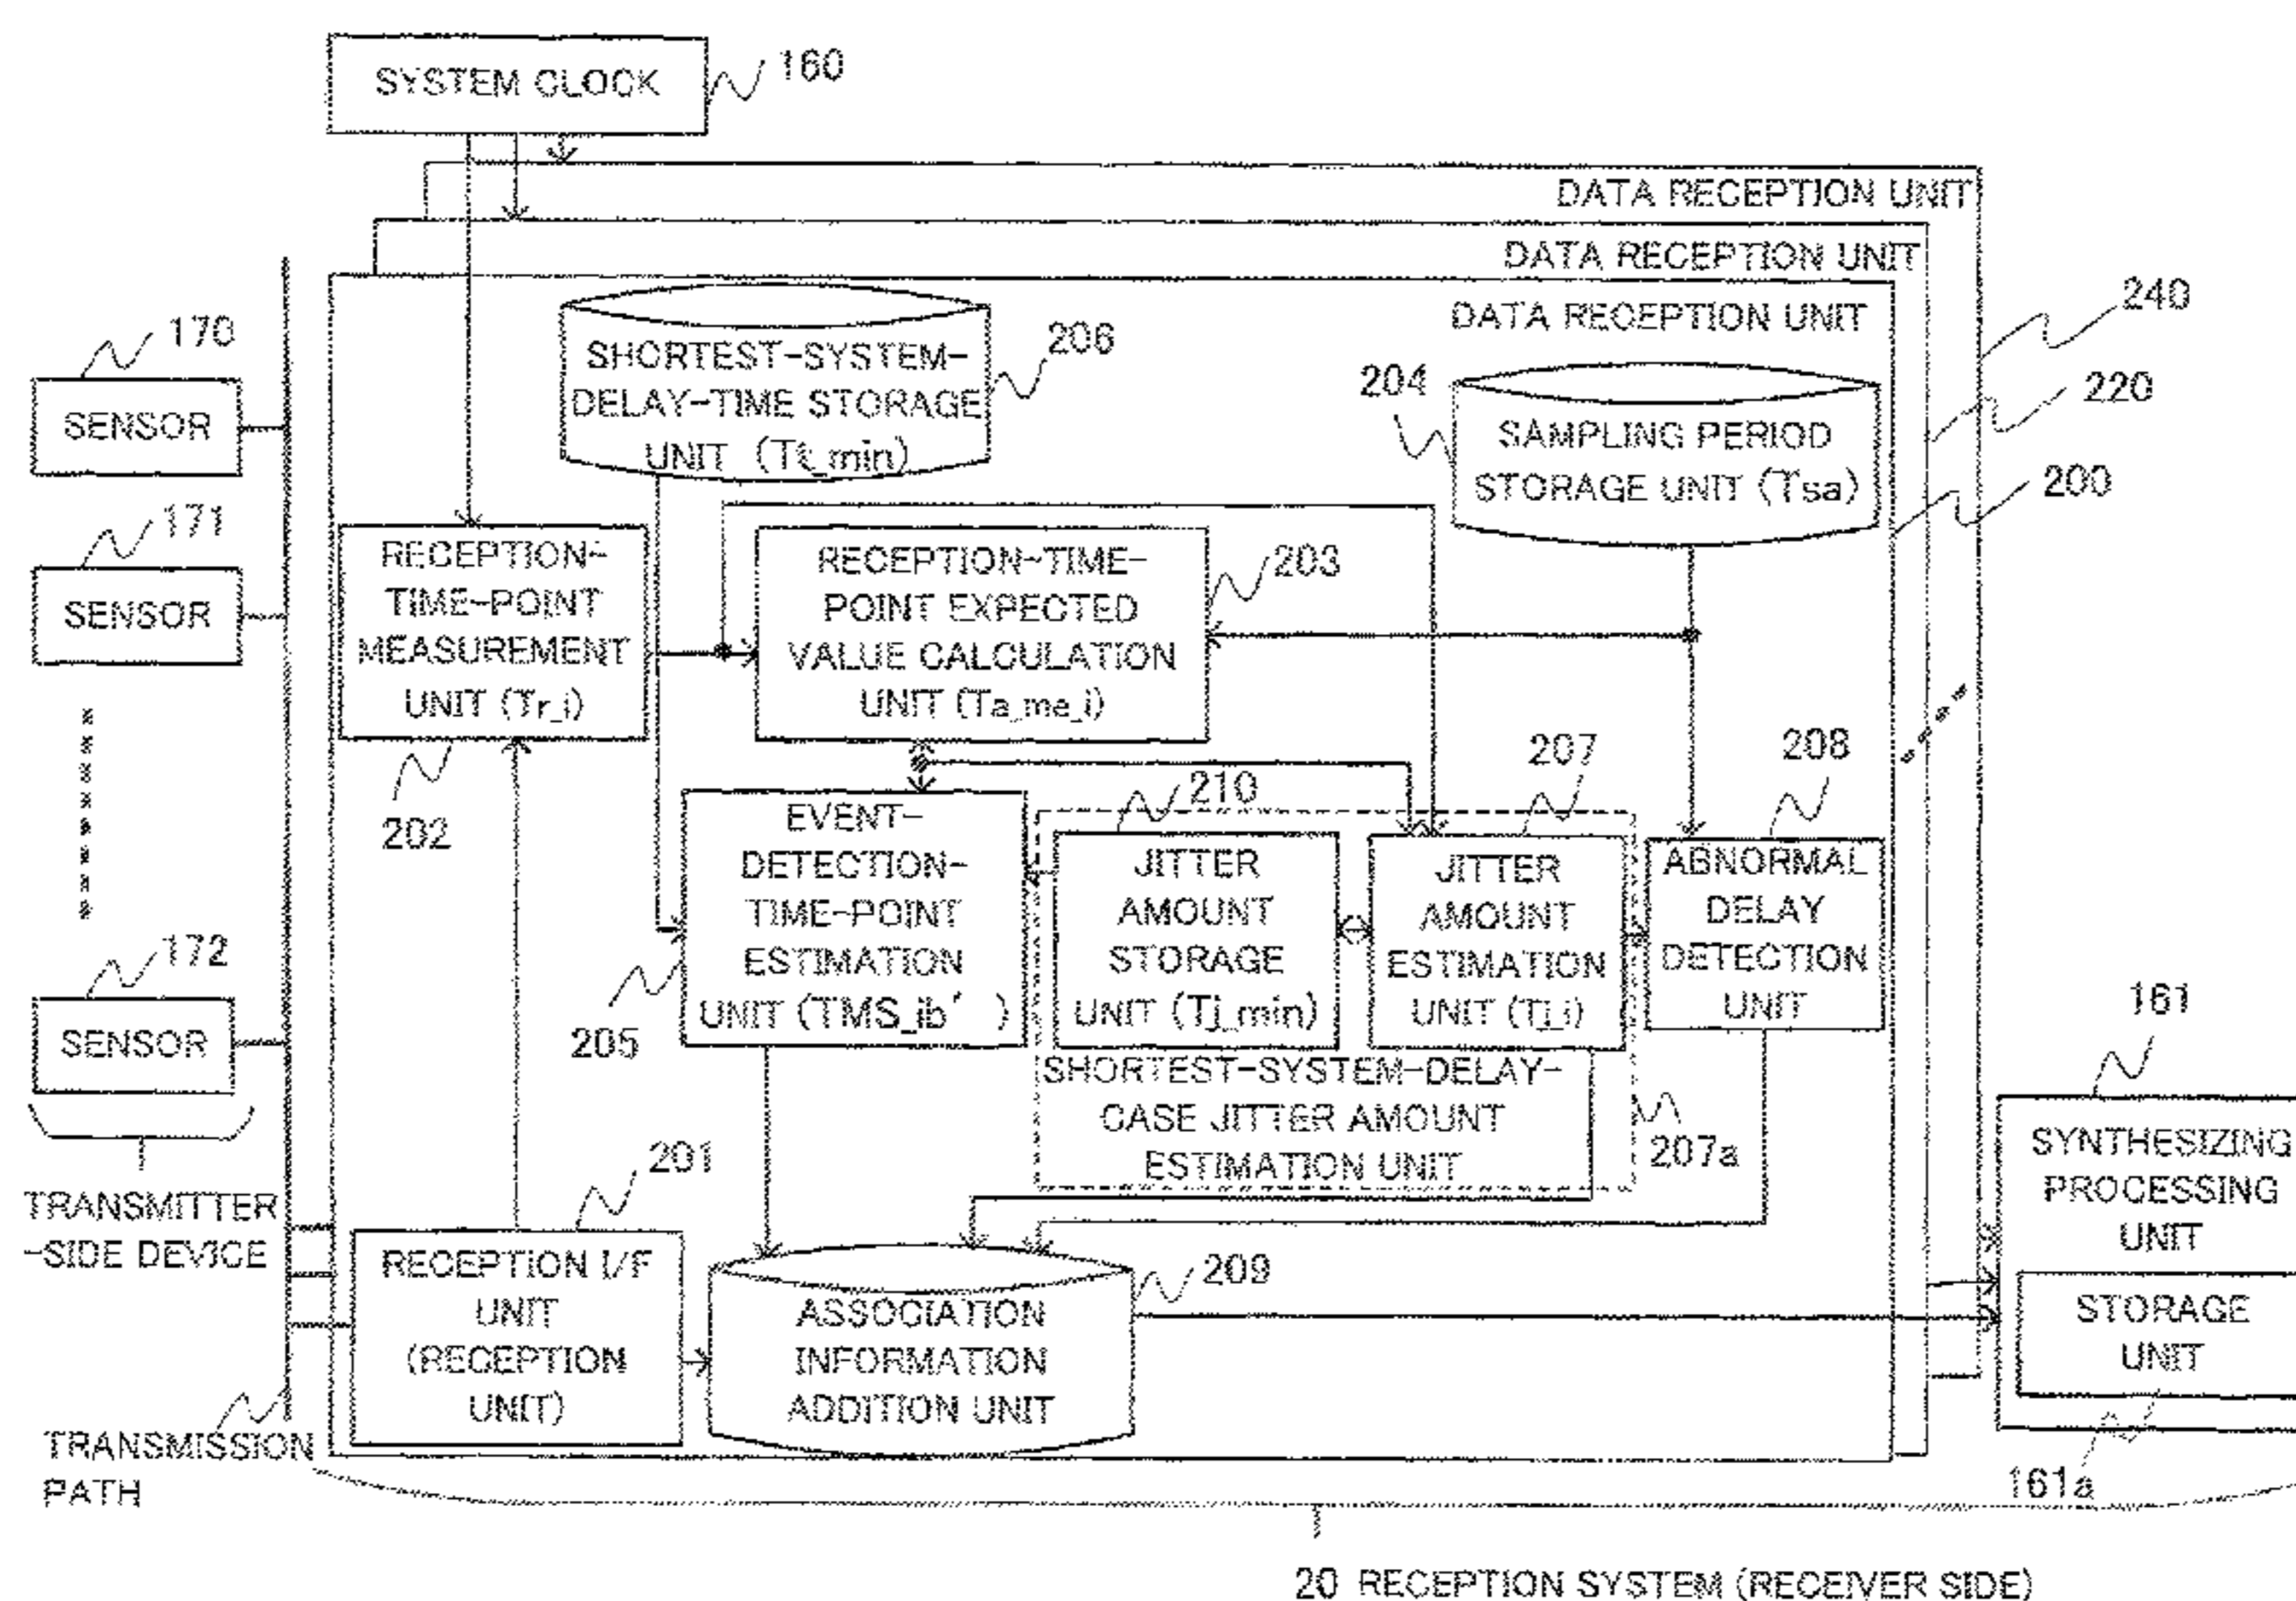 SYSTEM CLOCK
160
DATA RECEPTION UNIT
DATA RECEPTION UNIT
DATA RECEPTION UNIT
240
220
200
170
SENSOR
171
SENSOR
172
SENSOR
TRANSMITTER
-SIDE DEVICE
TRANSMISSION
PATH
SHORTEST-SYSTEM-
DELAY-TIME STORAGE
UNIT (Tt_min)
206
204
SAMPLING PERIOD
STORAGE UNIT (Tsa)
RECEPTION-
TIME-POINT
MEASUREMENT
UNIT (Tr_i)
202
RECEPTION-TIME-
POINT EXPECTED
VALUE CALCULATION
UNIT (Ta_me_i)
203
EVENT-
DETECTION-
TIME-POINT
ESTIMATION
UNIT (TMS_ib' )
205
210
JITTER
AMOUNT
STORAGE
UNIT (Tj_min)
207
JITTER
AMOUNT
ESTIMATION
UNIT (Tj_i)
208
ABNORMAL
DELAY
DETECTION
UNIT
SHORTEST-SYSTEM-DELAY-
CASE JITTER AMOUNT
ESTIMATION UNIT
207a
201
RECEPTION I/F
UNIT
(RECEPTION
UNIT)
209
ASSOCIATION
INFORMATION
ADDITION UNIT
161
SYNTHESIZING
PROCESSING
UNIT
STORAGE
UNIT
161a
20 RECEPTION SYSTEM (RECEIVER SIDE)